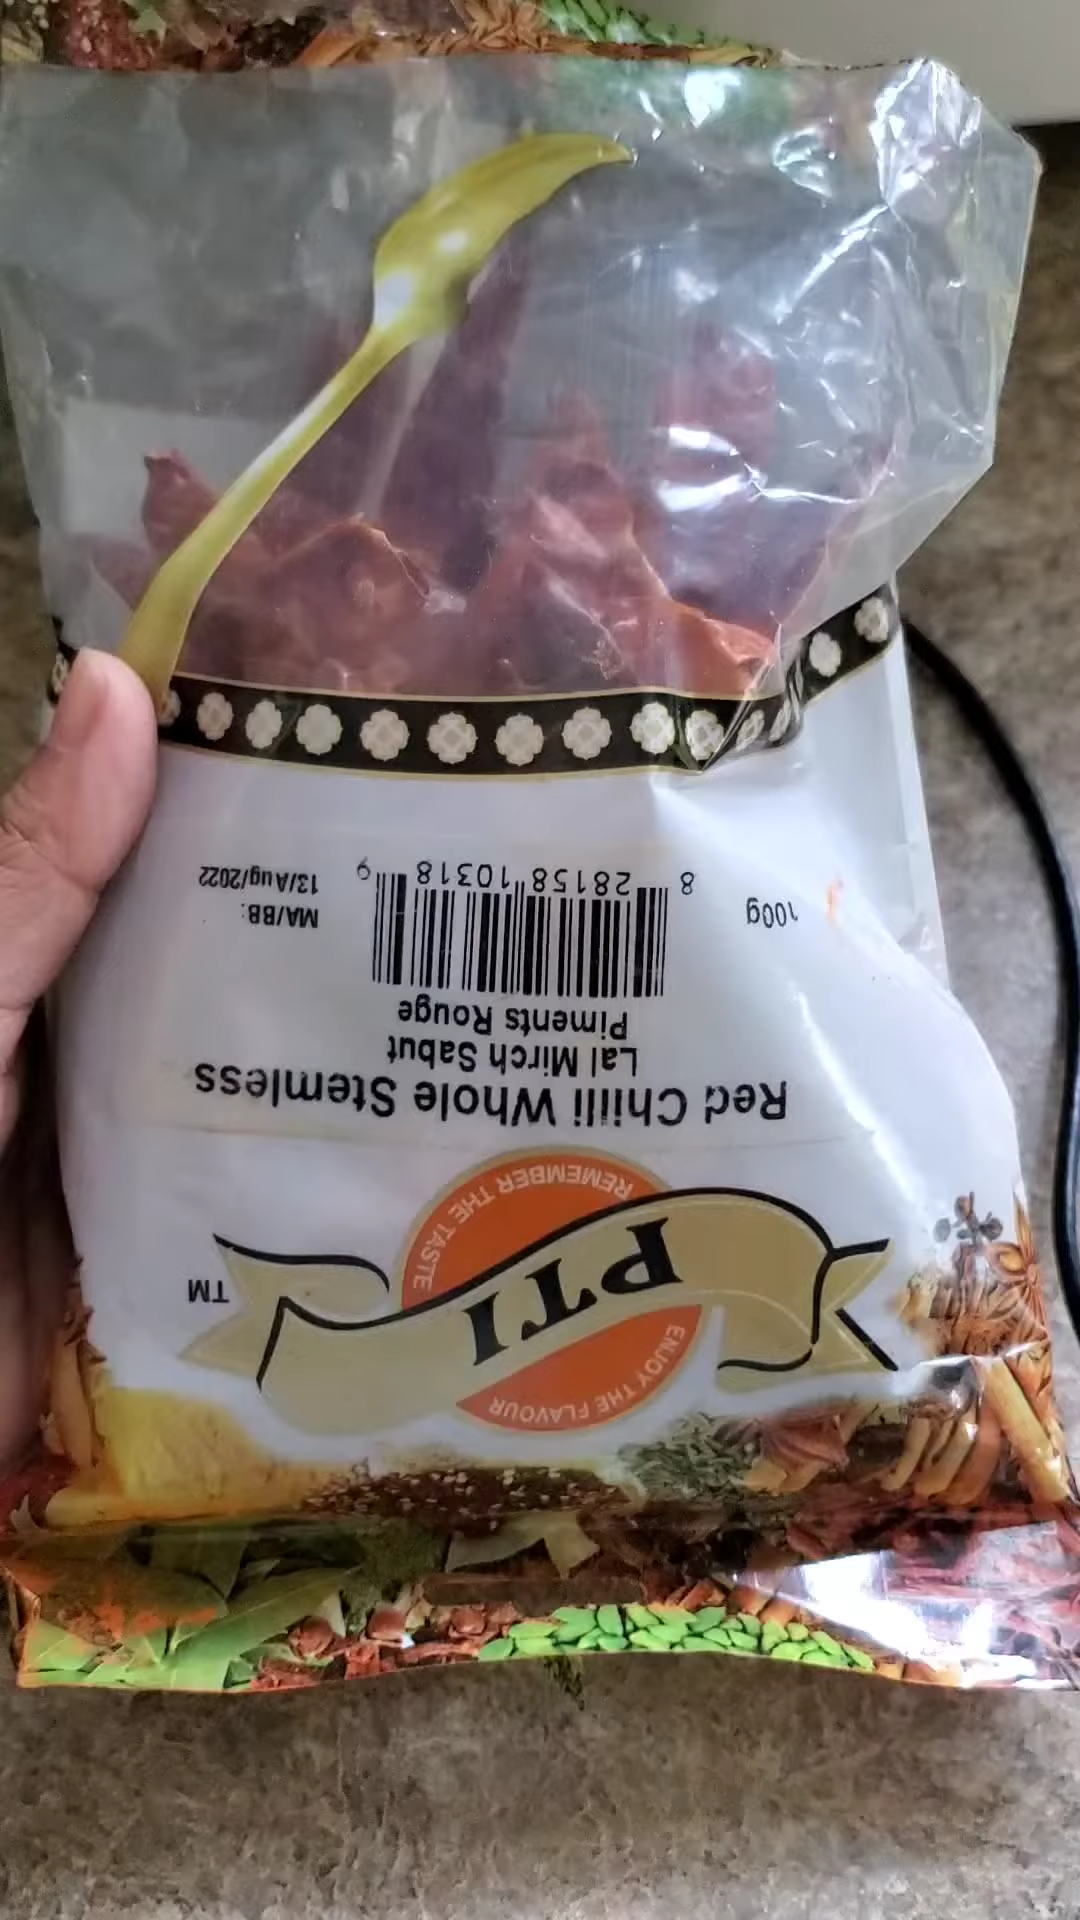 ENJOY THE FLAVOUR
PTI
TM
REMEMBER THE TASTE
Red Chilli Whole Stemless
Lal Mirch Sabut
Piments Rouge
100g
8 28158 10318 9
MA/BB:
13/Aug/2022